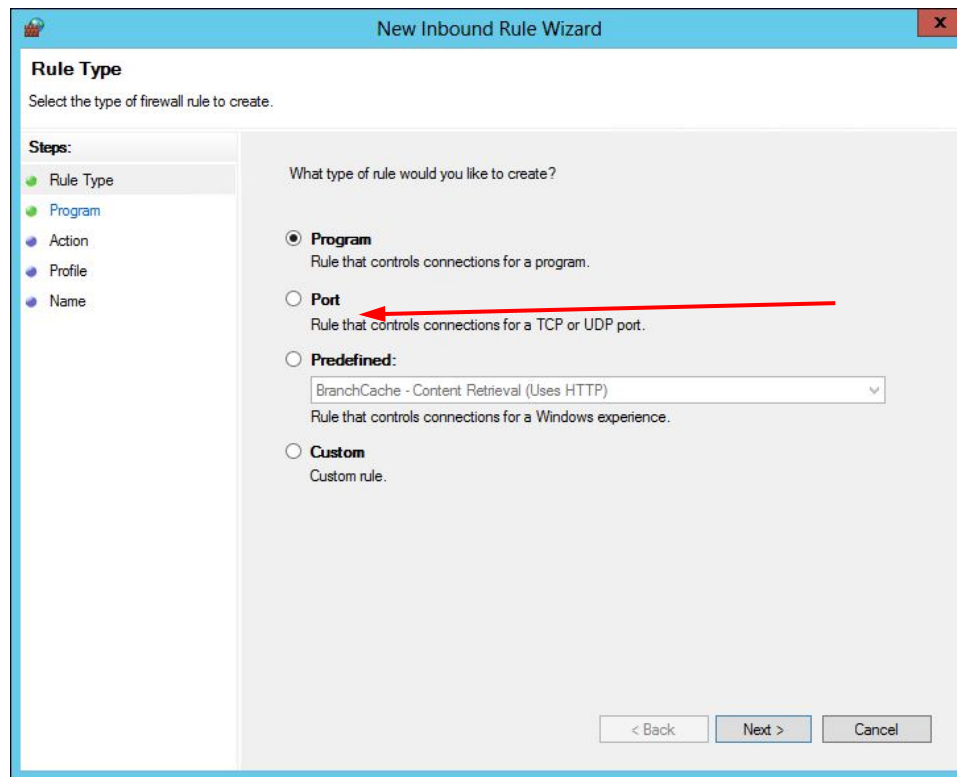 New Inbound Rule Wizard
x
Rule Type
Select the type of firewall rule to create.
Steps:
Rule Type
Program
Action
Profile
Name
What type of rule would you like to create?
Program
Rule that controls connections for a program.
Port
Rule that controls connections for a TCP or UDP port.
Predefined:
BranchCache - Content Retrieval (Uses HTTP)
Rule that controls connections for a Windows experience.
Custom
Custom rule.
< Back
Next >
Cancel